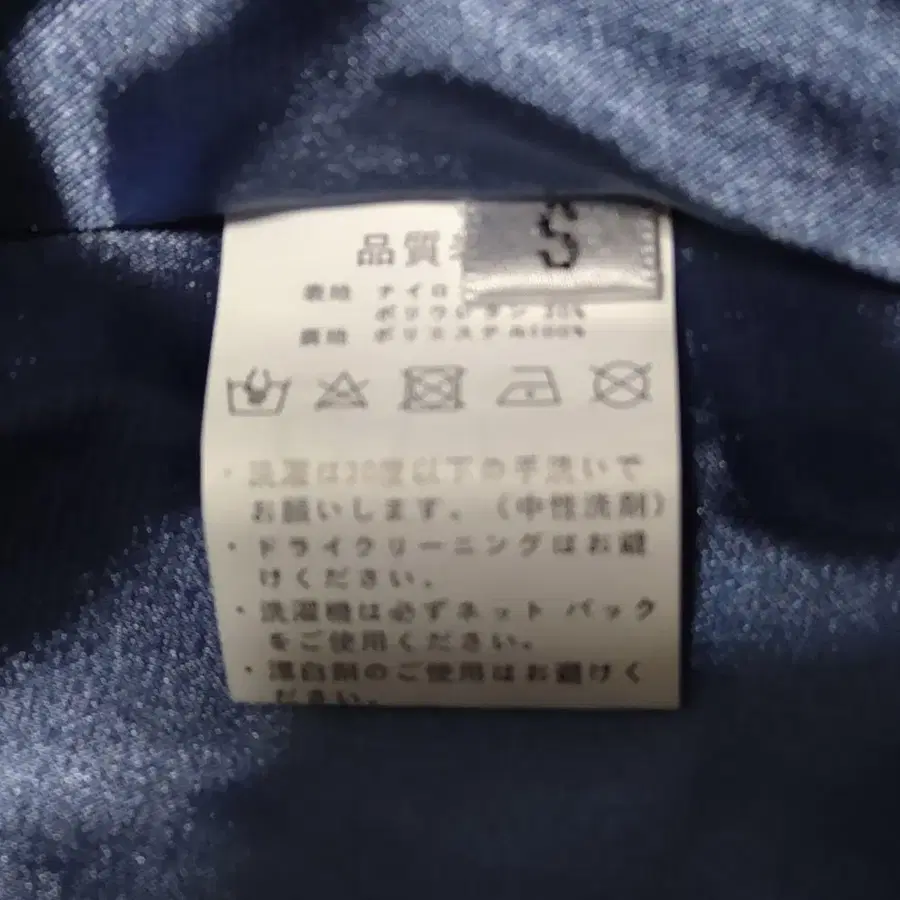 S
品質
表地 ナイロ
ポリウレタン 20%
裏地 ポリエステル100%
・洗濯は30度以下の手洗いで
お願いします。（中性洗剤）
・ドライクリーニングはお避
けください。
・洗濯機は必ずネット バック
をご使用ください。
・漂白剤のご使用はお避けく
ださい。